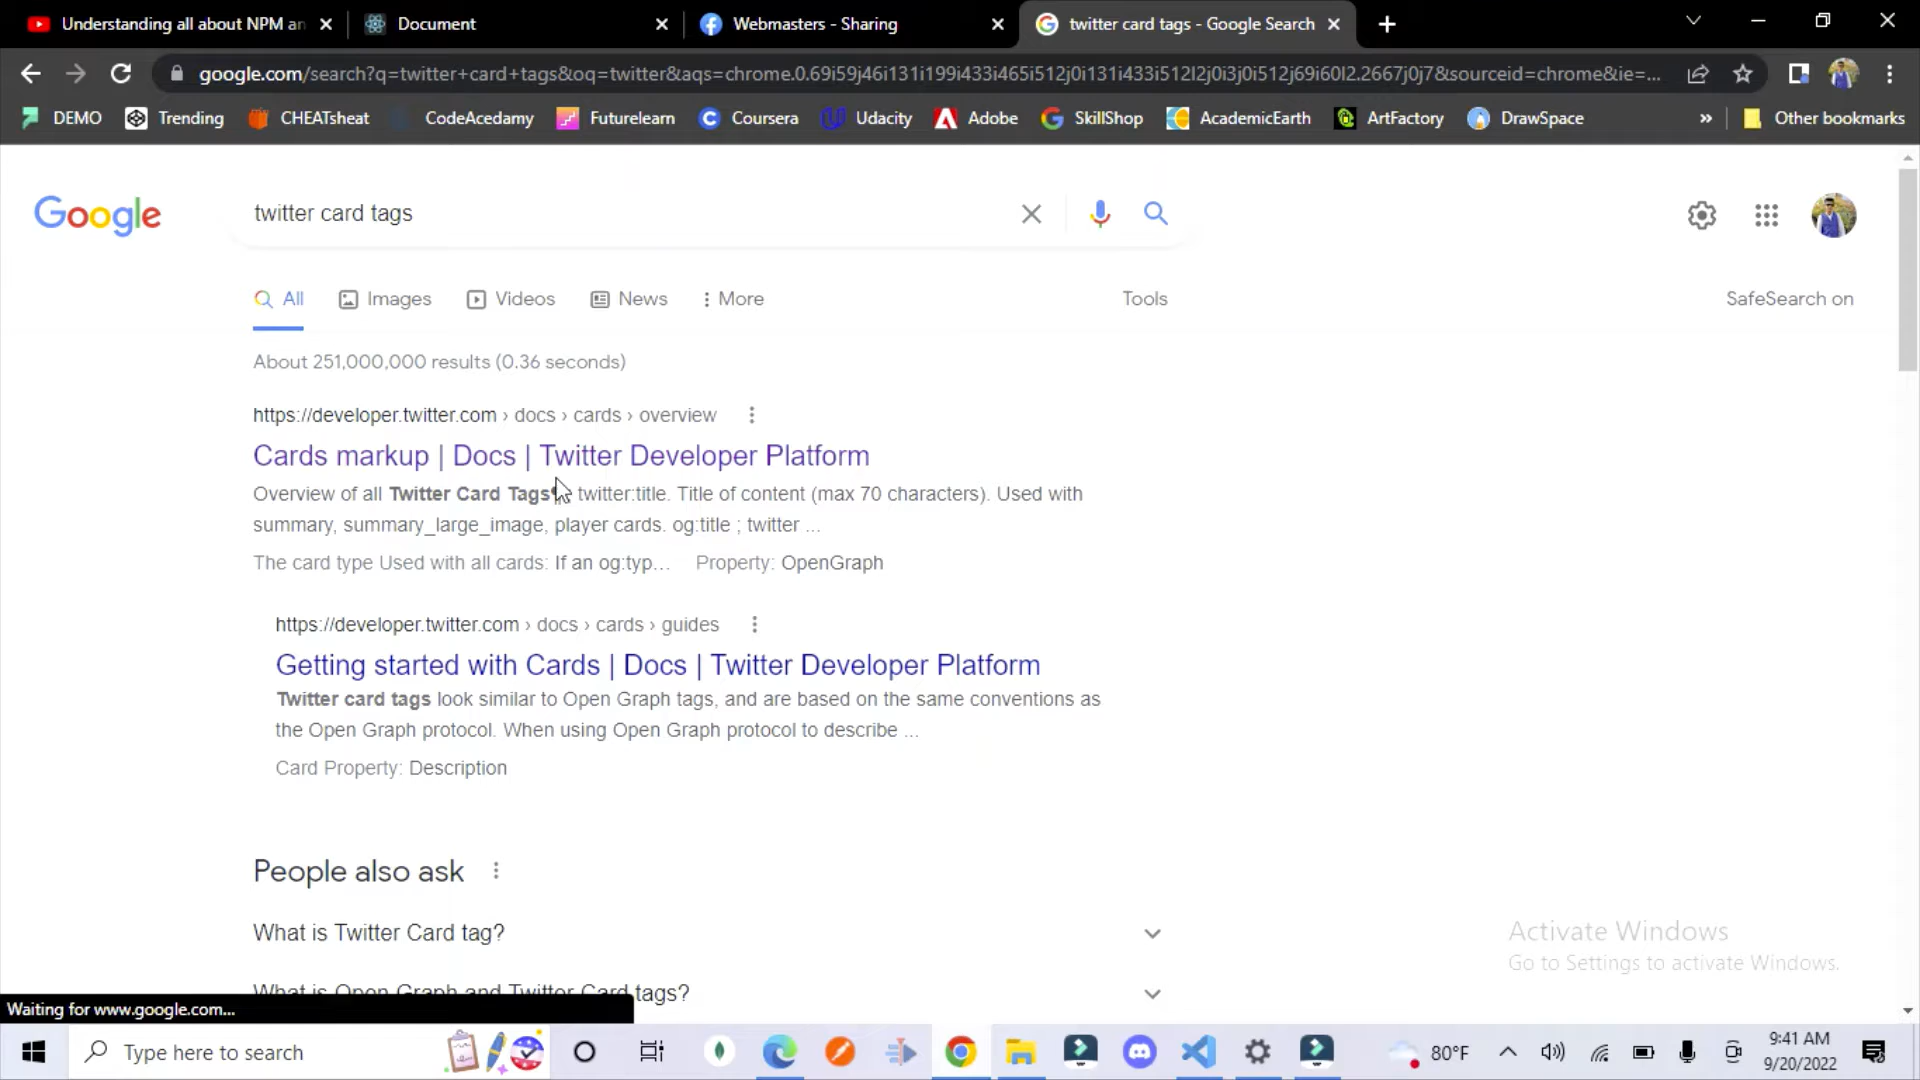 Understanding all about NPM an
Document
Webmasters - Sharing
twitter card tags - Google Search
google.com/search?q=twitter+card+tags&oq=twitter&aqs=chrome.0.69i59j46i131i199i433i465i512j0i131i433i512l2j0i3j0i512j69i60l2.2667j0j7&sourceid=chrome&ie=...
DEMO
Trending
CHEATsheat
CodeAcedamy
Futurelearn
Coursera
Udacity
Adobe
SkillShop
AcademicEarth
ArtFactory
DrawSpace
»
Other bookmarks
Google
twitter card tags
All
Images
Videos
News
More
Tools
SafeSearch on
About 251,000,000 results (0.36 seconds)
https://developer.twitter.com › docs › cards › overview
Cards markup | Docs | Twitter Developer Platform
Overview of all Twitter Card Tags twitter:title. Title of content (max 70 characters). Used with
summary, summary_large_image, player cards. og:title ; twitter ...
The card type Used with all cards: If an og:typ... Property: OpenGraph
https://developer.twitter.com › docs › cards › guides
Getting started with Cards | Docs | Twitter Developer Platform
Twitter card tags look similar to Open Graph tags, and are based on the same conventions as
the Open Graph protocol. When using Open Graph protocol to describe ...
Card Property: Description
People also ask
What is Twitter Card tag?
What is Open Graph and Twitter Card tags?
Activate Windows
Go to Settings to activate Windows.
Waiting for www.google.com...
Type here to search
80°F
9:41 AM
9/20/2022